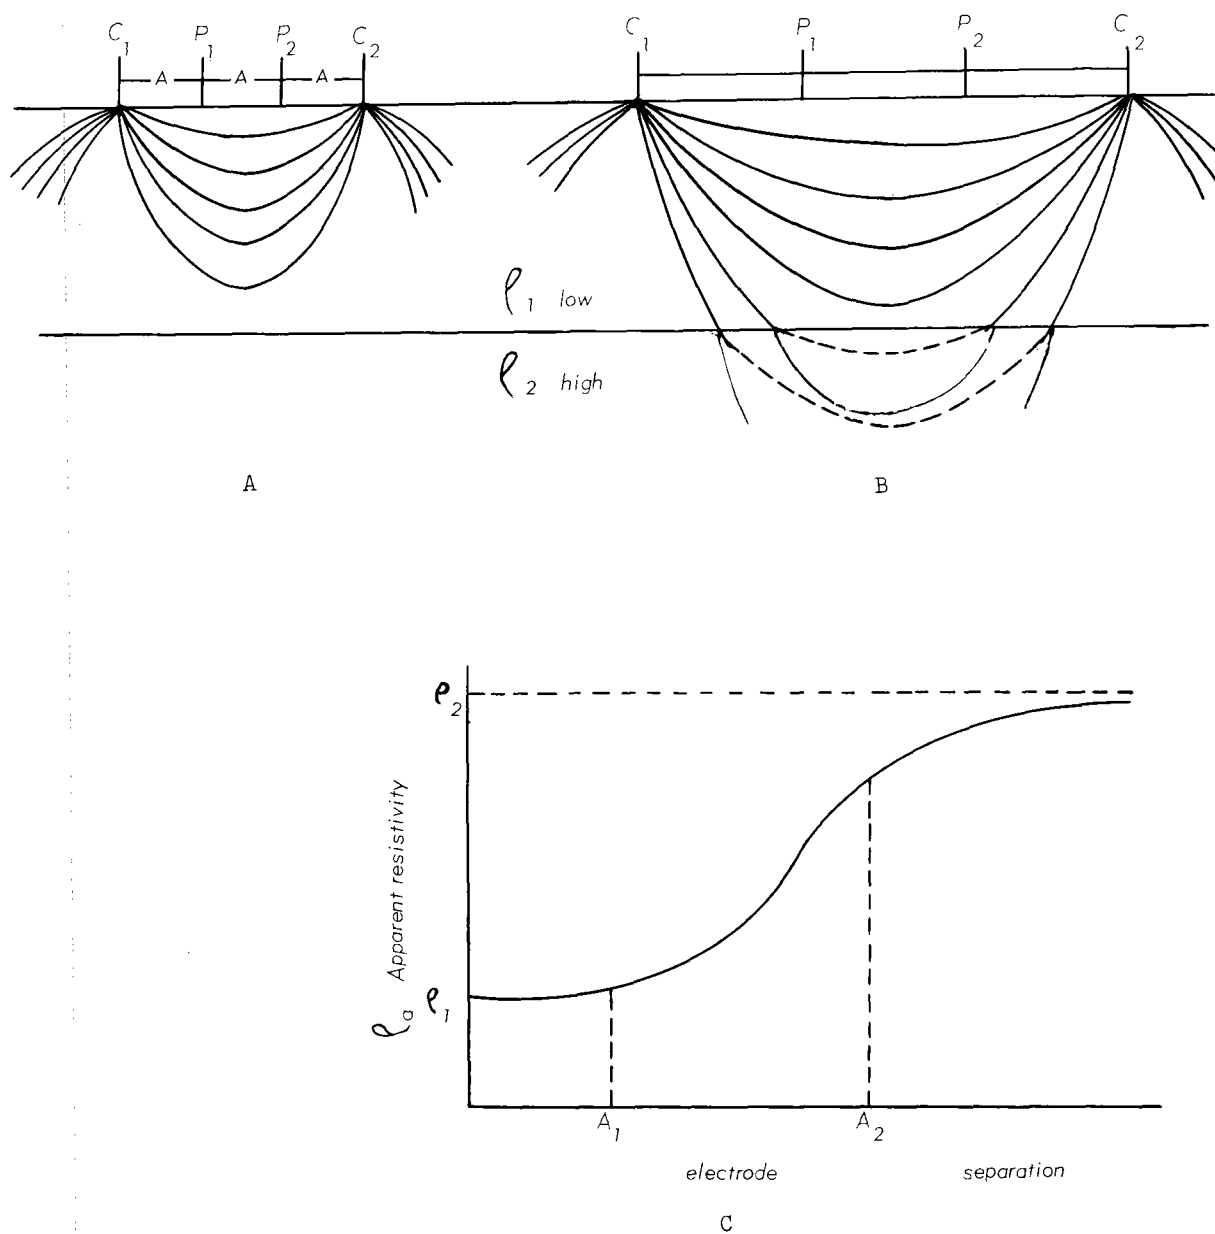 C1 P1 P2 C2
A A A
C1 P1 P2 C2
ρ1 low
ρ2 high
A
B
ρ2
Apparent resistivity
ρa
ρ1
A1
A2
electrode separation
C